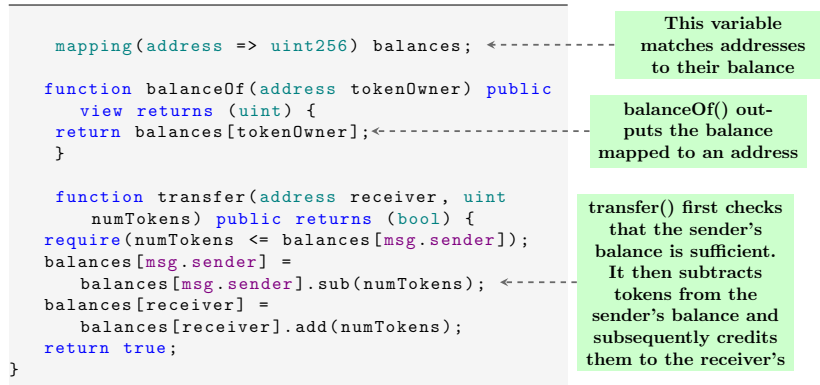 mapping(address => uint256) balances;
function balanceOf(address tokenOwner) public
view returns (uint) {
return balances[tokenOwner];
}
function transfer(address receiver, uint
numTokens) public returns (bool) {
require(numTokens <= balances[msg.sender]);
balances[msg.sender] =
balances[msg.sender].sub(numTokens);
balances[receiver] =
balances[receiver].add(numTokens);
return true;
}
This variable
matches addresses
to their balance
balanceOf() out-
puts the balance
mapped to an address
transfer() first checks
that the sender's
balance is sufficient.
It then subtracts
tokens from the
sender's balance and
subsequently credits
them to the receiver's